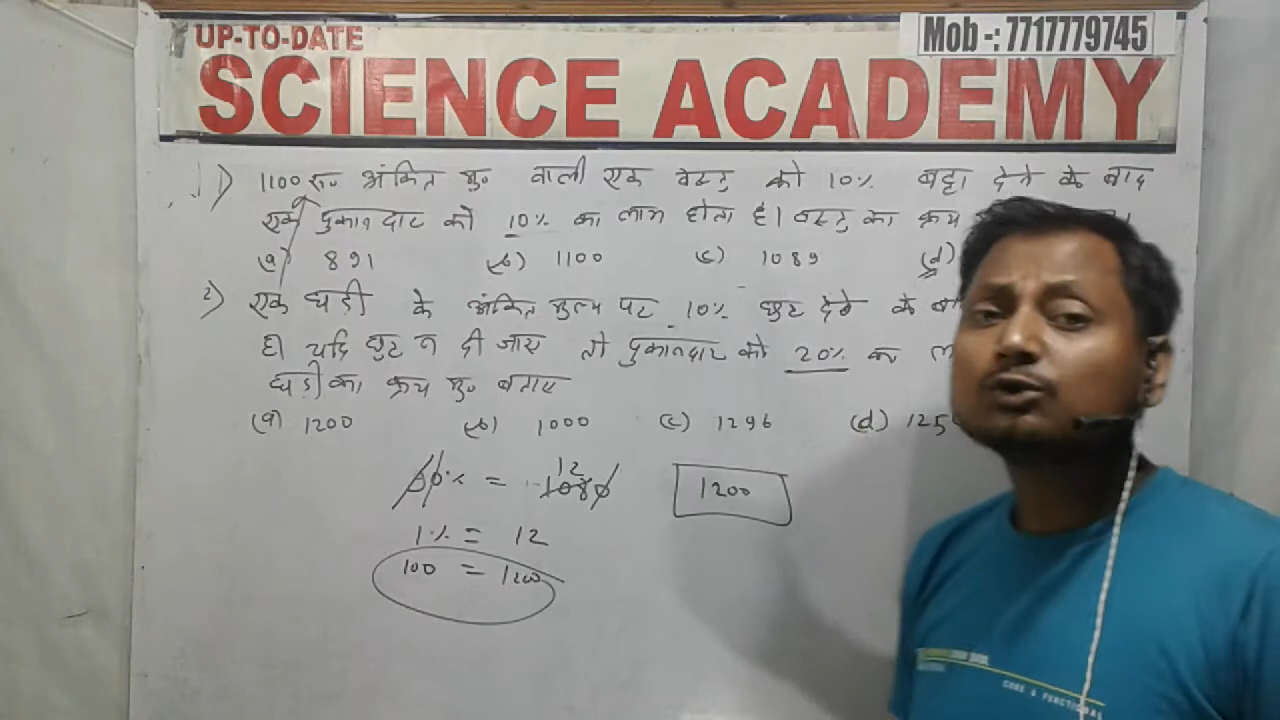 UP-TO-DATE
Mob -: 7717779745
SCIENCE ACADEMY
1) 1100 रु० अंकित मु० वाली एक वस्तु को 10% बट्टा देने के बाद
एक दुकानदार को 10% का लाभ होता है। वस्तु का क्रय
(a) 891 (b) 1100 (c) 1089 (d)
2) एक घड़ी के अंकित मुल्य पर 10% छुट देने के
है। यदि छुट न दी जाए तो दुकानदार को 20% का
घड़ी का क्रय मु० बताए
(a) 1200 (b) 1000 (c) 1296 (d) 125
12
90% = 1080 1200
1% = 12
100 = 1200